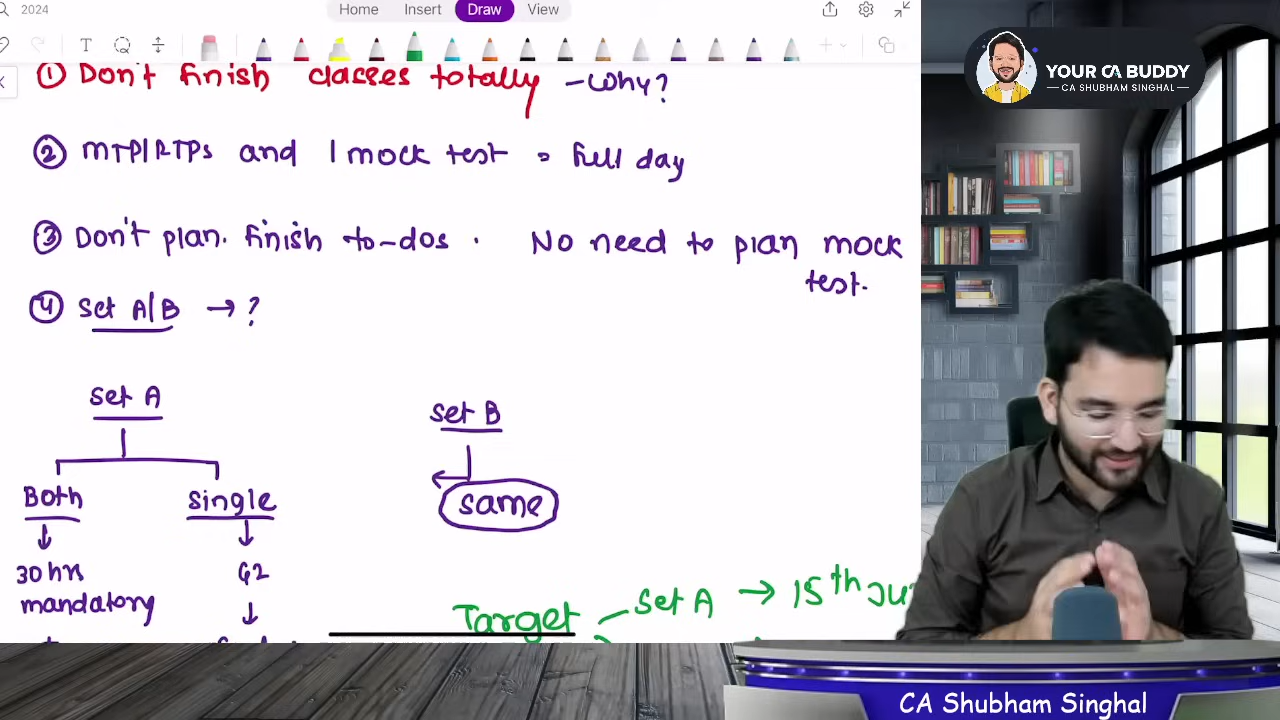 2024
Home Insert Draw View
YOUR CA BUDDY
CA SHUBHAM SINGHAL
① Don't finish classes totally - Why?
② MTP/RTPs and 1 mock test = full day
③ Don't plan. Finish to-dos. No need to plan mock
test.
④ Set A/B → ?
Set A
Set B
Both
Single
same
30 hrs
mandatory
G2
Target
Set A → 15th
CA Shubham Singhal